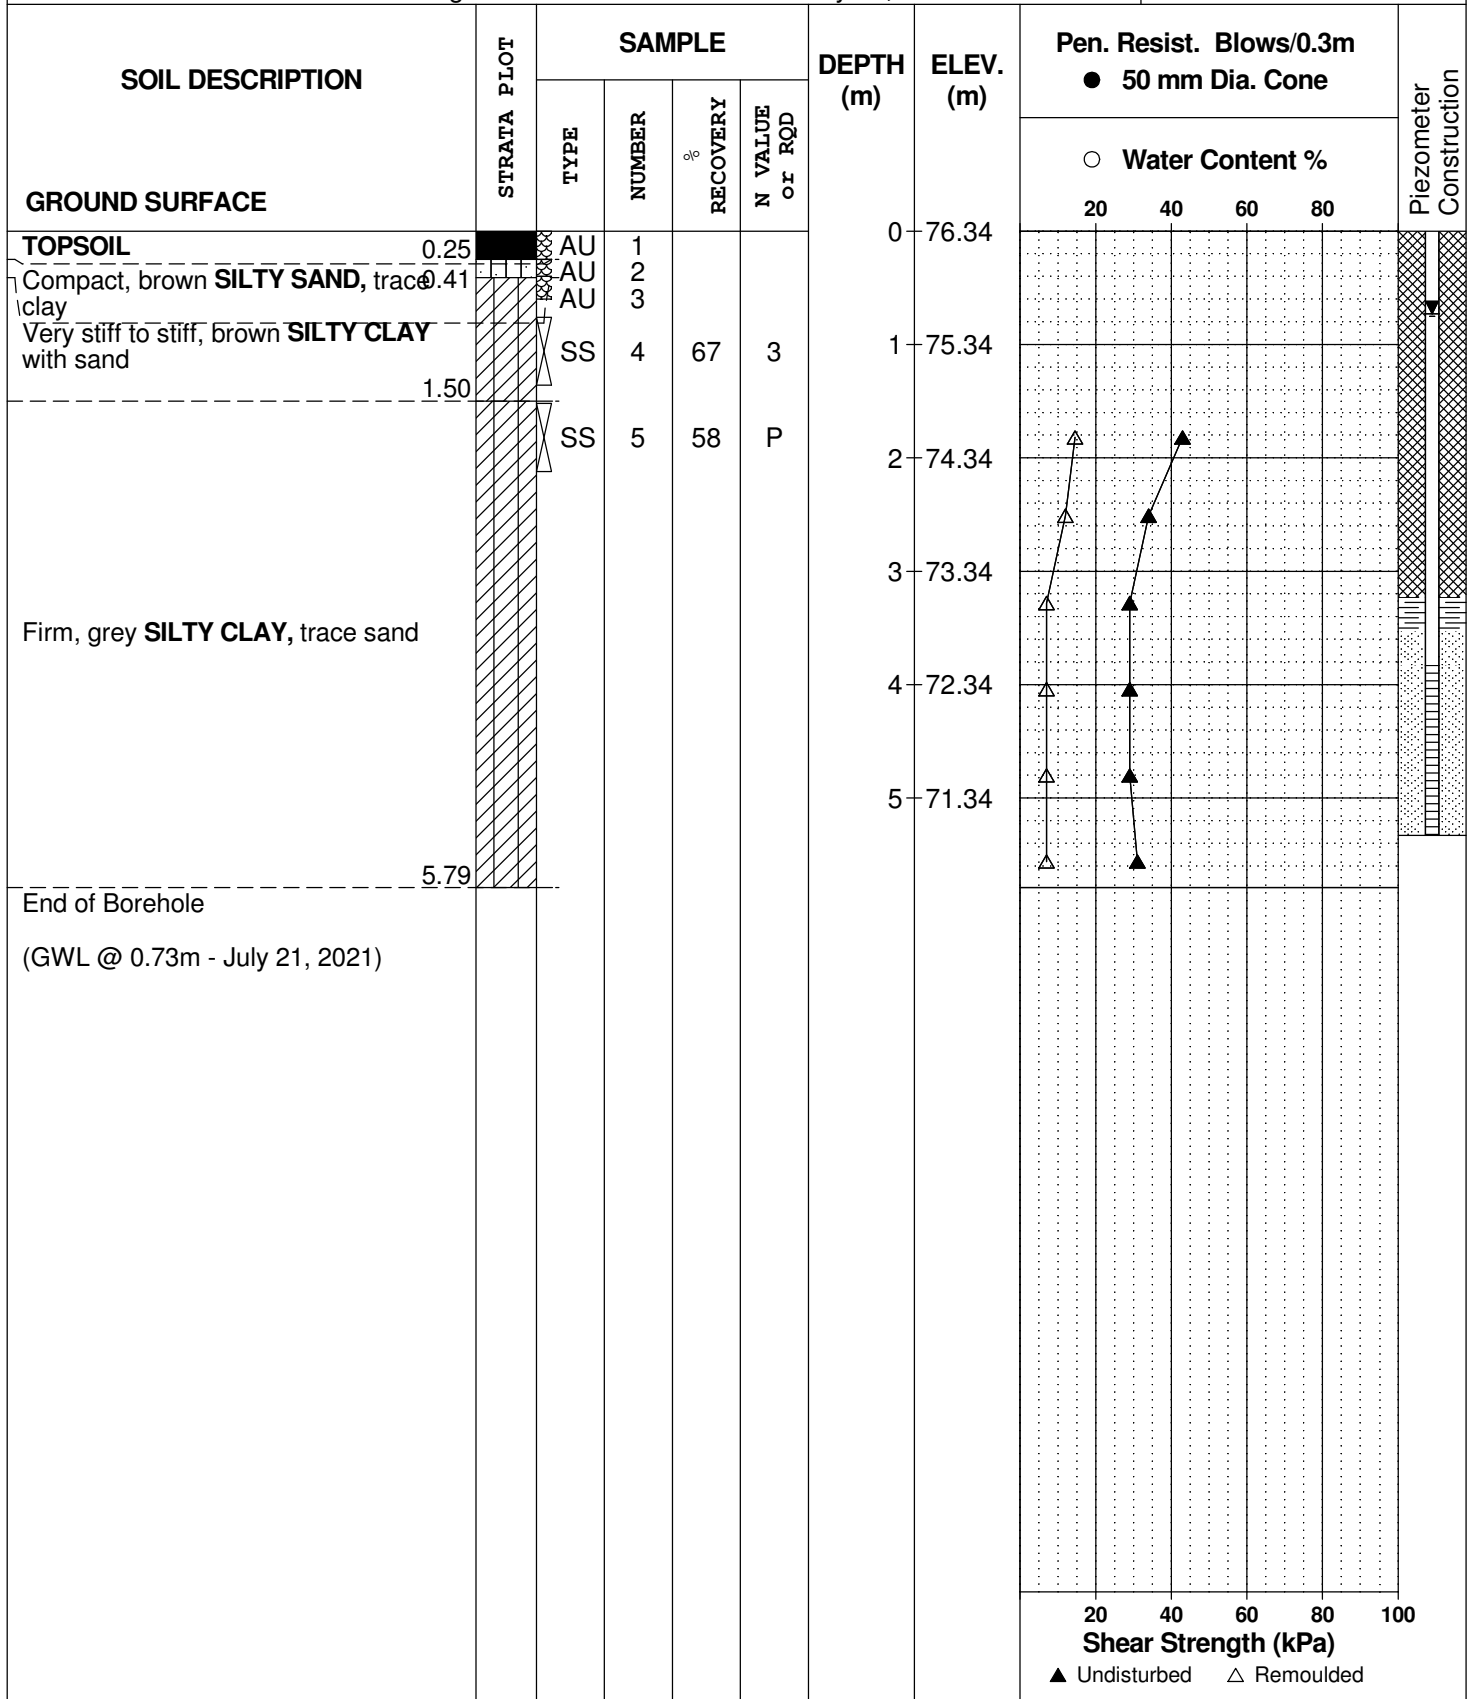 SOIL DESCRIPTION
GROUND SURFACE
STRATA PLOT
SAMPLE
TYPE
NUMBER
% RECOVERY
N VALUE or RQD
DEPTH (m)
ELEV. (m)
Pen. Resist. Blows/0.3m
● 50 mm Dia. Cone
○ Water Content %
20 40 60 80
Piezometer Construction
TOPSOIL 0.25
AU 1
0 76.34
Compact, brown SILTY SAND, trace 0.41
clay
AU 2
AU 3
Very stiff to stiff, brown SILTY CLAY
with sand
SS 4 67 3
1 75.34
1.50
SS 5 58 P
2 74.34
3 73.34
Firm, grey SILTY CLAY, trace sand
4 72.34
5 71.34
5.79
End of Borehole
(GWL @ 0.73m - July 21, 2021)
20 40 60 80 100
Shear Strength (kPa)
▲ Undisturbed △ Remoulded